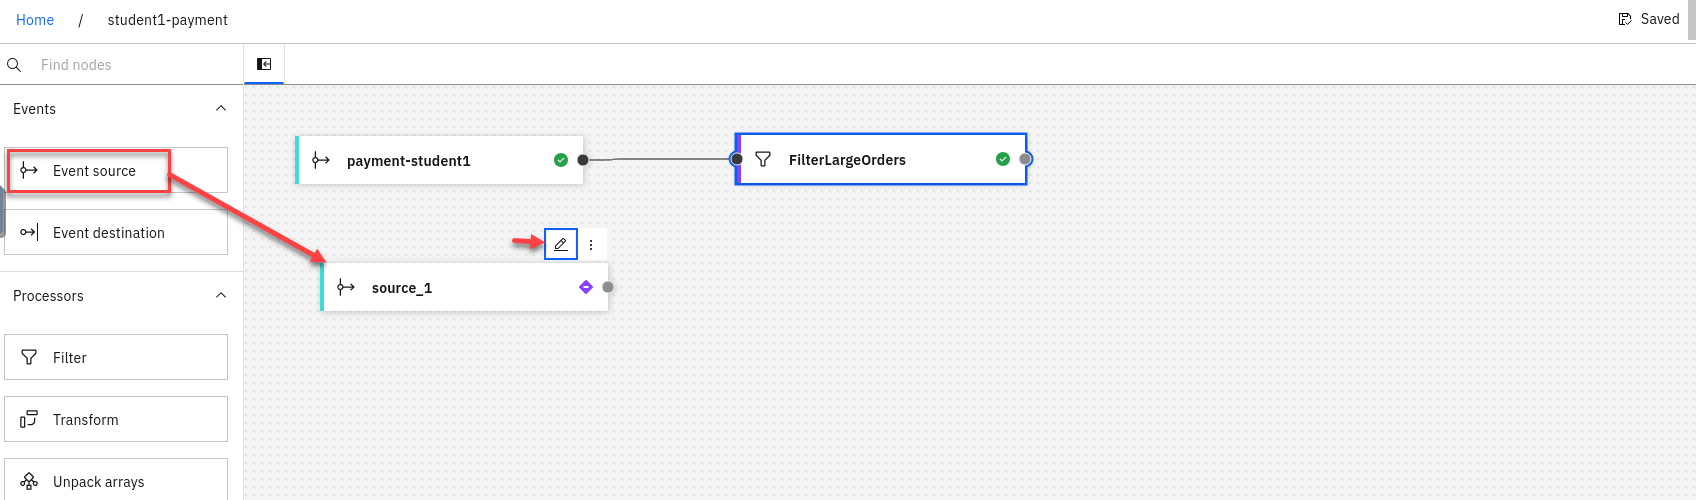 Home / student1-payment
Saved
Find nodes
Events
Event source
Event destination
Processors
Filter
Transform
Unpack arrays
payment-student1
FilterLargeOrders
source_1